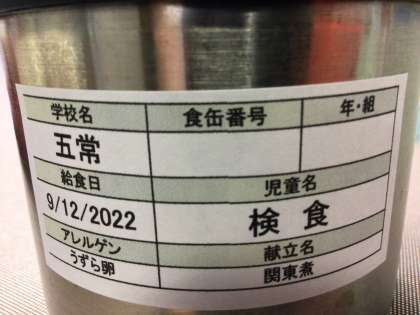 学校名 食缶番号 年・組
五常
給食日 児童名
9/12/2022 検食
アレルゲン 献立名
うずら卵 関東煮